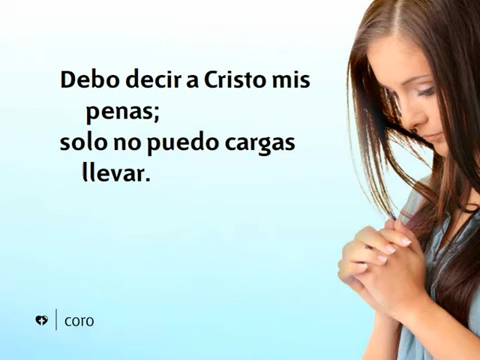 Debo decir a Cristo mis
penas;
solo no puedo cargas
llevar.
coro